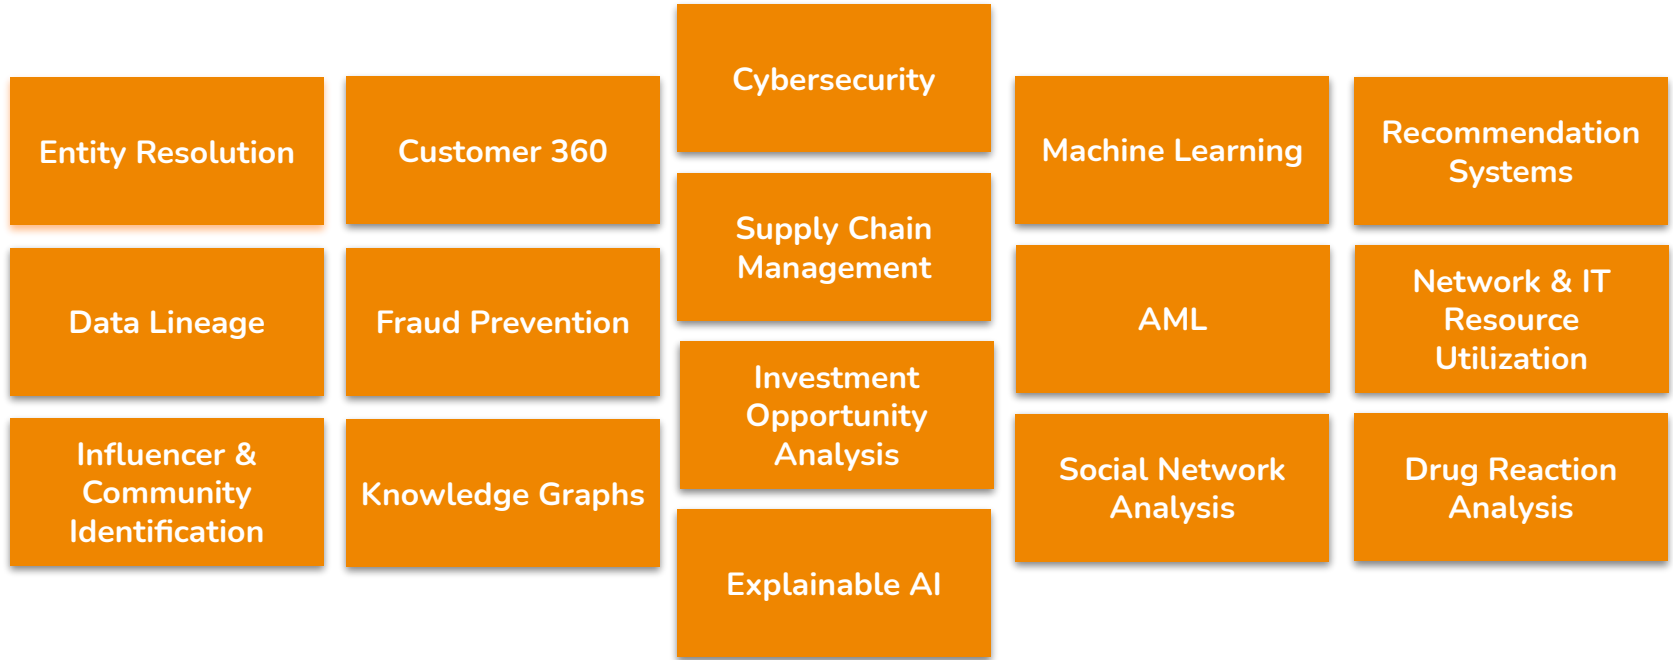 Entity Resolution
Data Lineage
Influencer &
Community
Identification
Customer 360
Fraud Prevention
Knowledge Graphs
Cybersecurity
Supply Chain
Management
Investment
Opportunity
Analysis
Explainable AI
Machine Learning
AML
Social Network
Analysis
Recommendation
Systems
Network & IT
Resource
Utilization
Drug Reaction
Analysis